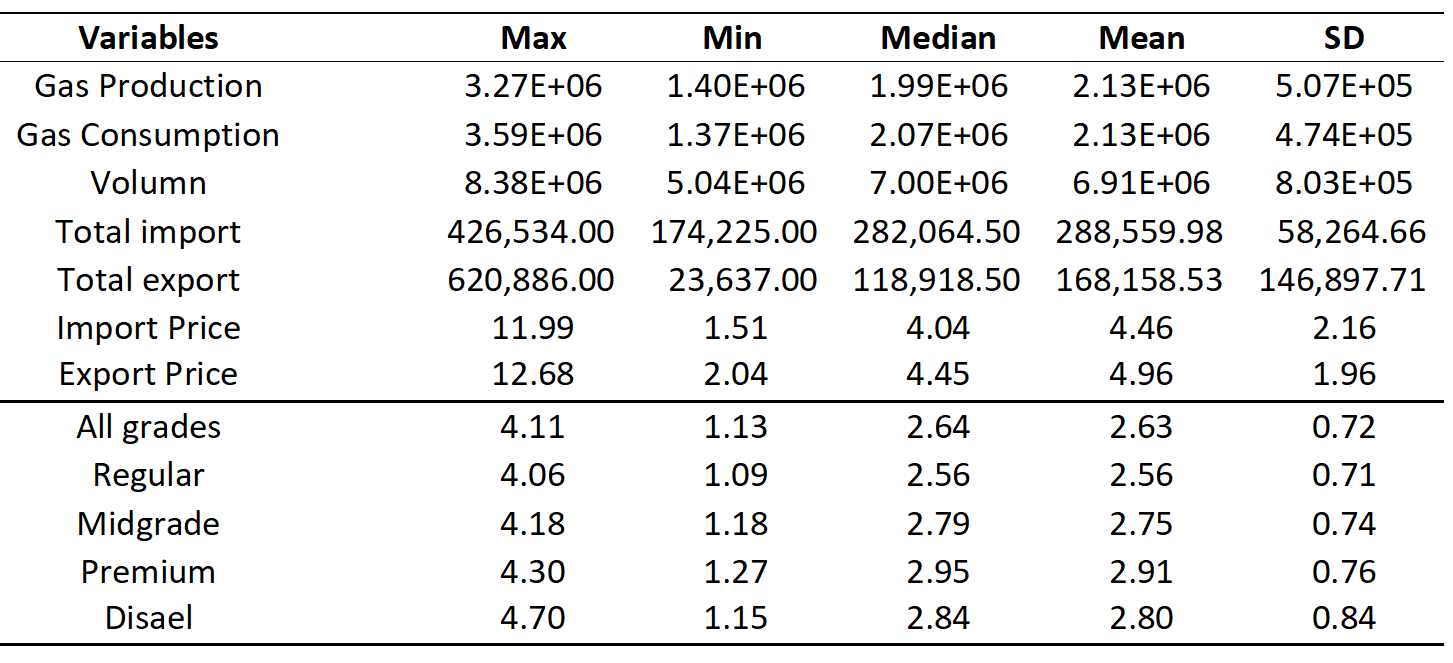 Variables Max Min Median Mean SD
Gas Production 3.27E+06 1.40E+06 1.99E+06 2.13E+06 5.07E+05
Gas Consumption 3.59E+06 1.37E+06 2.07E+06 2.13E+06 4.74E+05
Volumn 8.38E+06 5.04E+06 7.00E+06 6.91E+06 8.03E+05
Total import 426,534.00 174,225.00 282,064.50 288,559.98 58,264.66
Total export 620,886.00 23,637.00 118,918.50 168,158.53 146,897.71
Import Price 11.99 1.51 4.04 4.46 2.16
Export Price 12.68 2.04 4.45 4.96 1.96
All grades 4.11 1.13 2.64 2.63 0.72
Regular 4.06 1.09 2.56 2.56 0.71
Midgrade 4.18 1.18 2.79 2.75 0.74
Premium 4.30 1.27 2.95 2.91 0.76
Disael 4.70 1.15 2.84 2.80 0.84